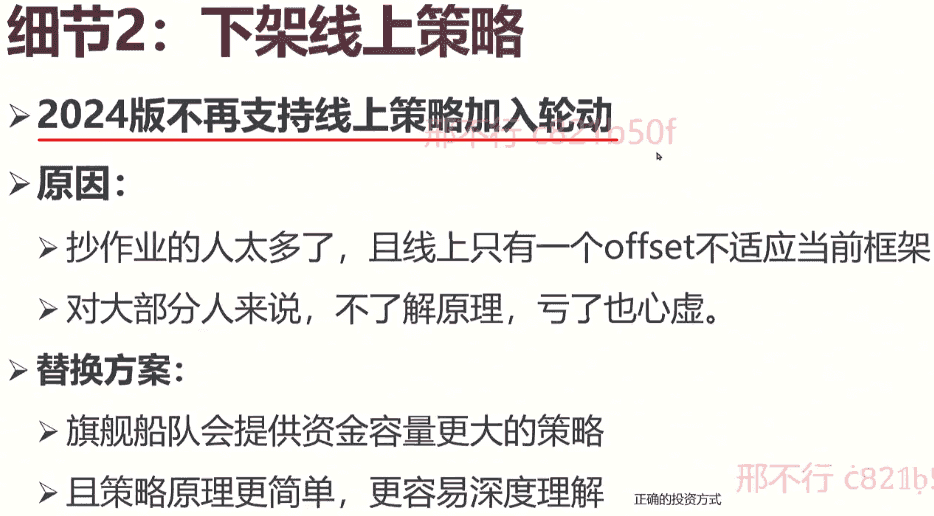 细节2：下架线上策略
➢2024版不再支持线上策略加入轮动
邢不行 c821b50f
➢原因：
➢抄作业的人太多了，且线上只有一个offset不适应当前框架
➢对大部分人来说，不了解原理，亏了也心虚。
➢替换方案：
➢旗舰船队会提供资金容量更大的策略
➢且策略原理更简单，更容易深度理解
正确的投资方式
邢不行 c821b5